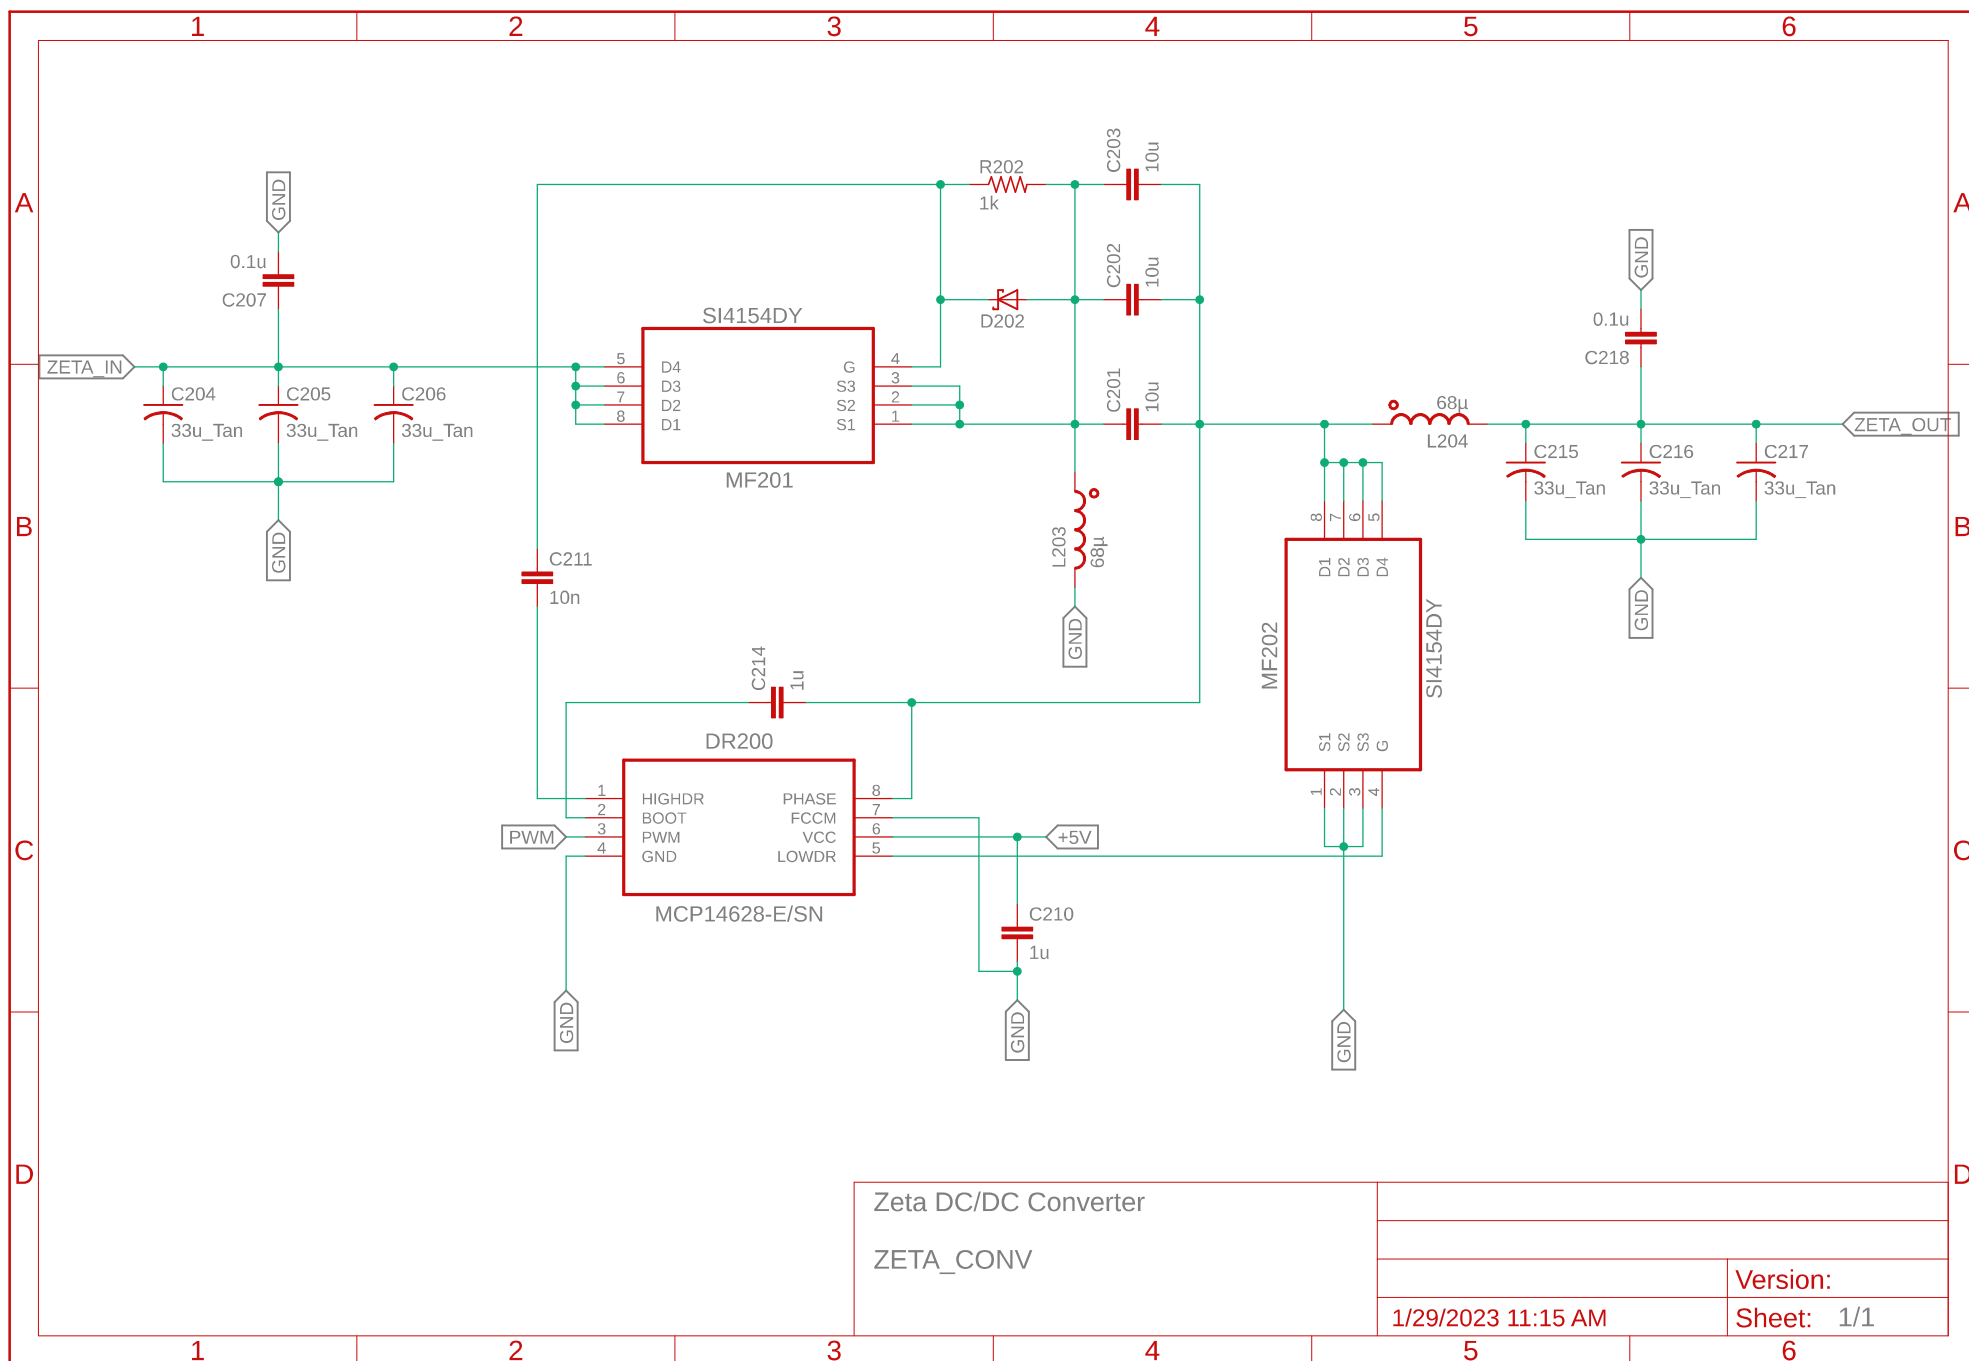 1 2 3 4 5 6
A A
C203
10u
R202
1k
GND
0.1u
C207
C202
10u
D202
GND
0.1u
C218
SI4154DY
ZETA_IN
C204
33u_Tan
C205
33u_Tan
C206
33u_Tan
5 D4 G 4
6 D3 S3 3
7 D2 S2 2
8 D1 S1 1
MF201
C201
10u
68µ
L204
ZETA_OUT
C215
33u_Tan
C216
33u_Tan
C217
33u_Tan
B B
GND
C211
10n
L203
68µ
GND
8 7 6 5
D1 D2 D3 D4
MF202
SI4154DY
S1 S2 S3 G
1 2 3 4
GND
C214
1u
DR200
1 HIGHDR PHASE 8
2 BOOT FCCM 7
3 PWM VCC 6
4 GND LOWDR 5
PWM
+5V
MCP14628-E/SN
C C
C210
1u
GND
GND
GND
D D
Zeta DC/DC Converter
ZETA_CONV
Version:
1/29/2023 11:15 AM
Sheet: 1/1
1 2 3 4 5 6